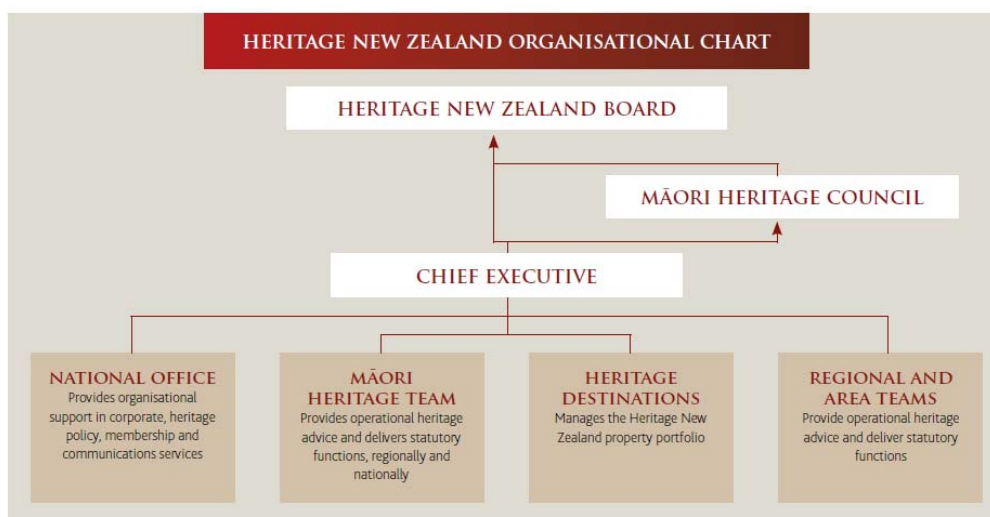 HERITAGE NEW ZEALAND ORGANISATIONAL CHART
HERITAGE NEW ZEALAND BOARD
MĀORI HERITAGE COUNCIL
CHIEF EXECUTIVE
NATIONAL OFFICE
Provides organisational
support in corporate, heritage
policy, membership and
communications services
MĀORI
HERITAGE TEAM
Provides operational heritage
advice and delivers statutory
functions, regionally and
nationally
HERITAGE
DESTINATIONS
Manages the Heritage New
Zealand property portfolio
REGIONAL AND
AREA TEAMS
Provide operational heritage
advice and deliver statutory
functions